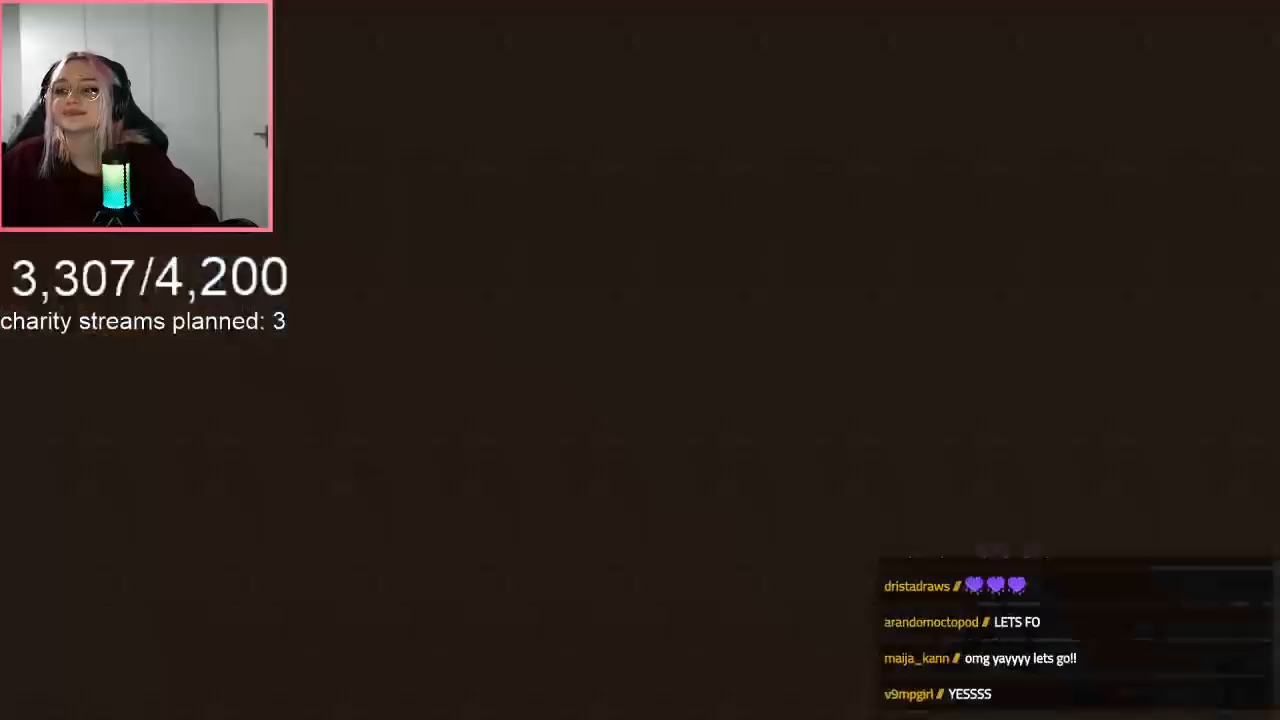 3,307/4,200
charity streams planned: 3
dristadraws // 💜💜💜
arandomoctopod // LETS FO
maija_kann // omg yayyyy lets go!!
v9mpgirl // YESSSS